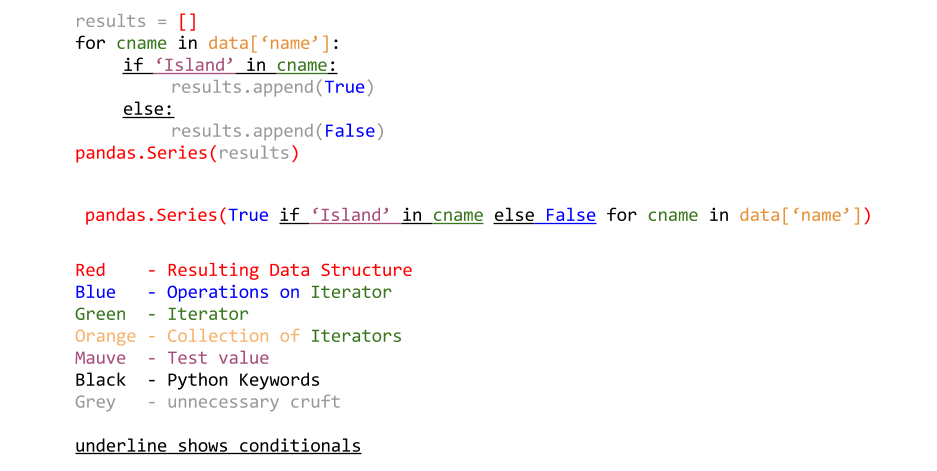 results = []
for cname in data[‘name’]:
if ‘Island’ in cname:
results.append(True)
else:
results.append(False)
pandas.Series(results)
pandas.Series(True if ‘Island’ in cname else False for cname in data[‘name’])
Red - Resulting Data Structure
Blue - Operations on Iterator
Green - Iterator
Orange - Collection of Iterators
Mauve - Test value
Black - Python Keywords
Grey - unnecessary cruft
underline shows conditionals